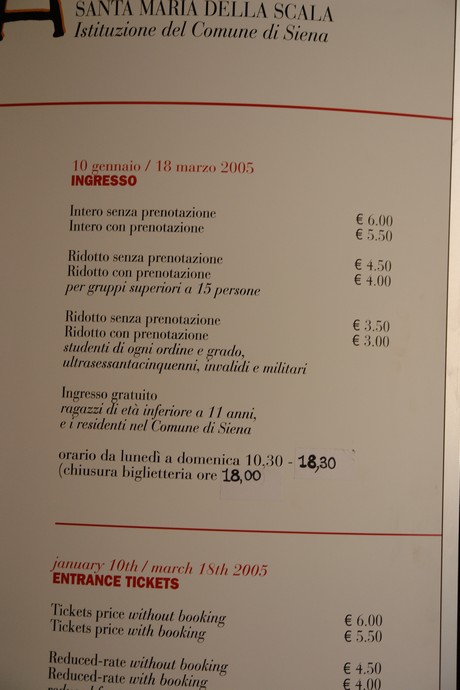 SANTA MARIA DELLA SCALA
Istituzione del Comune di Siena
10 gennaio / 18 marzo 2005
INGRESSO
Intero senza prenotazione € 6.00
Intero con prenotazione € 5.50
Ridotto senza prenotazione € 4.50
Ridotto con prenotazione € 4.00
per gruppi superiori a 15 persone
Ridotto senza prenotazione € 3.50
Ridotto con prenotazione € 3.00
studenti di ogni ordine e grado,
ultrasessantacinquenni, invalidi e militari
Ingresso gratuito
ragazzi di età inferiore a 11 anni,
e i residenti nel Comune di Siena
orario da lunedì a domenica 10,30 - 18,30
(chiusura biglietteria ore 18,00
january 10th / march 18th 2005
ENTRANCE TICKETS
Tickets price without booking € 6.00
Tickets price with booking € 5.50
Reduced-rate without booking € 4.50
Reduced-rate with booking € 4.00